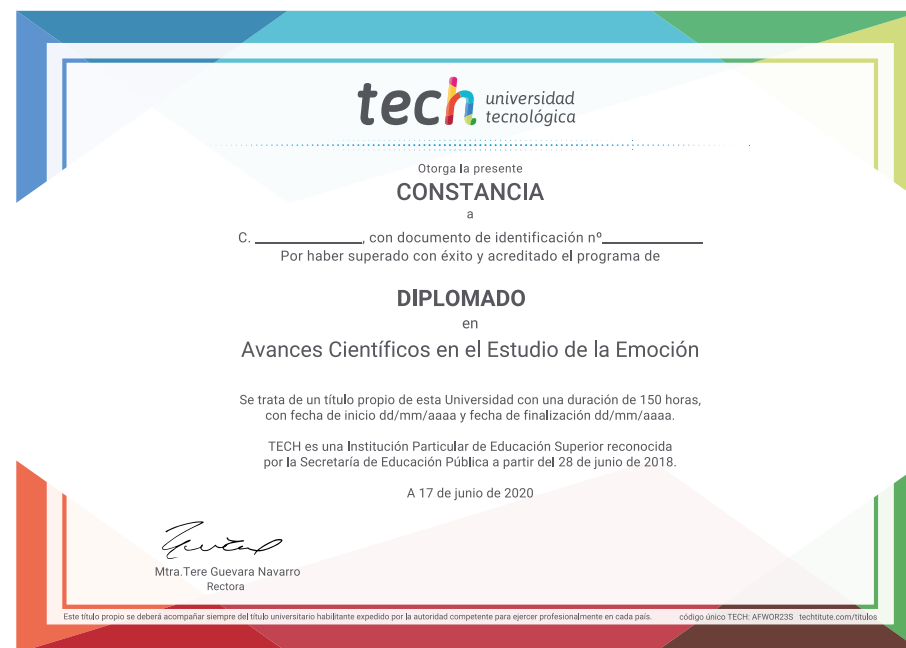 tech universidad
tecnológica
Otorga la presente
CONSTANCIA
a
C. ____________, con documento de identificación nº____________
Por haber superado con éxito y acreditado el programa de
DIPLOMADO
en
Avances Científicos en el Estudio de la Emoción
Se trata de un título propio de esta Universidad con una duración de 150 horas,
con fecha de inicio dd/mm/aaaa y fecha de finalización dd/mm/aaaa.
TECH es una Institución Particular de Educación Superior reconocida
por la Secretaría de Educación Pública a partir del 28 de junio de 2018.
A 17 de junio de 2020
Mtra.Tere Guevara Navarro
Rectora
Este título propio se deberá acompañar siempre del título universitario habilitante expedido por la autoridad competente para ejercer profesionalmente en cada país. código único TECH: AFWOR23S techtitute.com/titulos